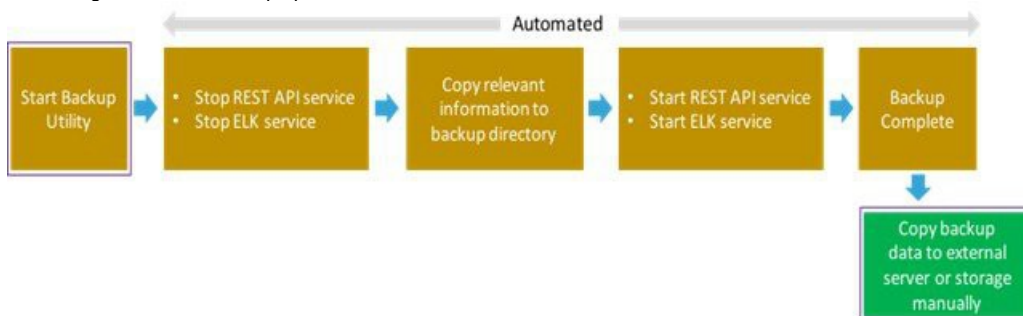 Automated
Start Backup
Utility
• Stop REST API service
• Stop ELK service
Copy relevant
information to
backup directory
• Start REST API service
• Start ELK service
Backup
Complete
Copy backup
data to external
server or storage
manually